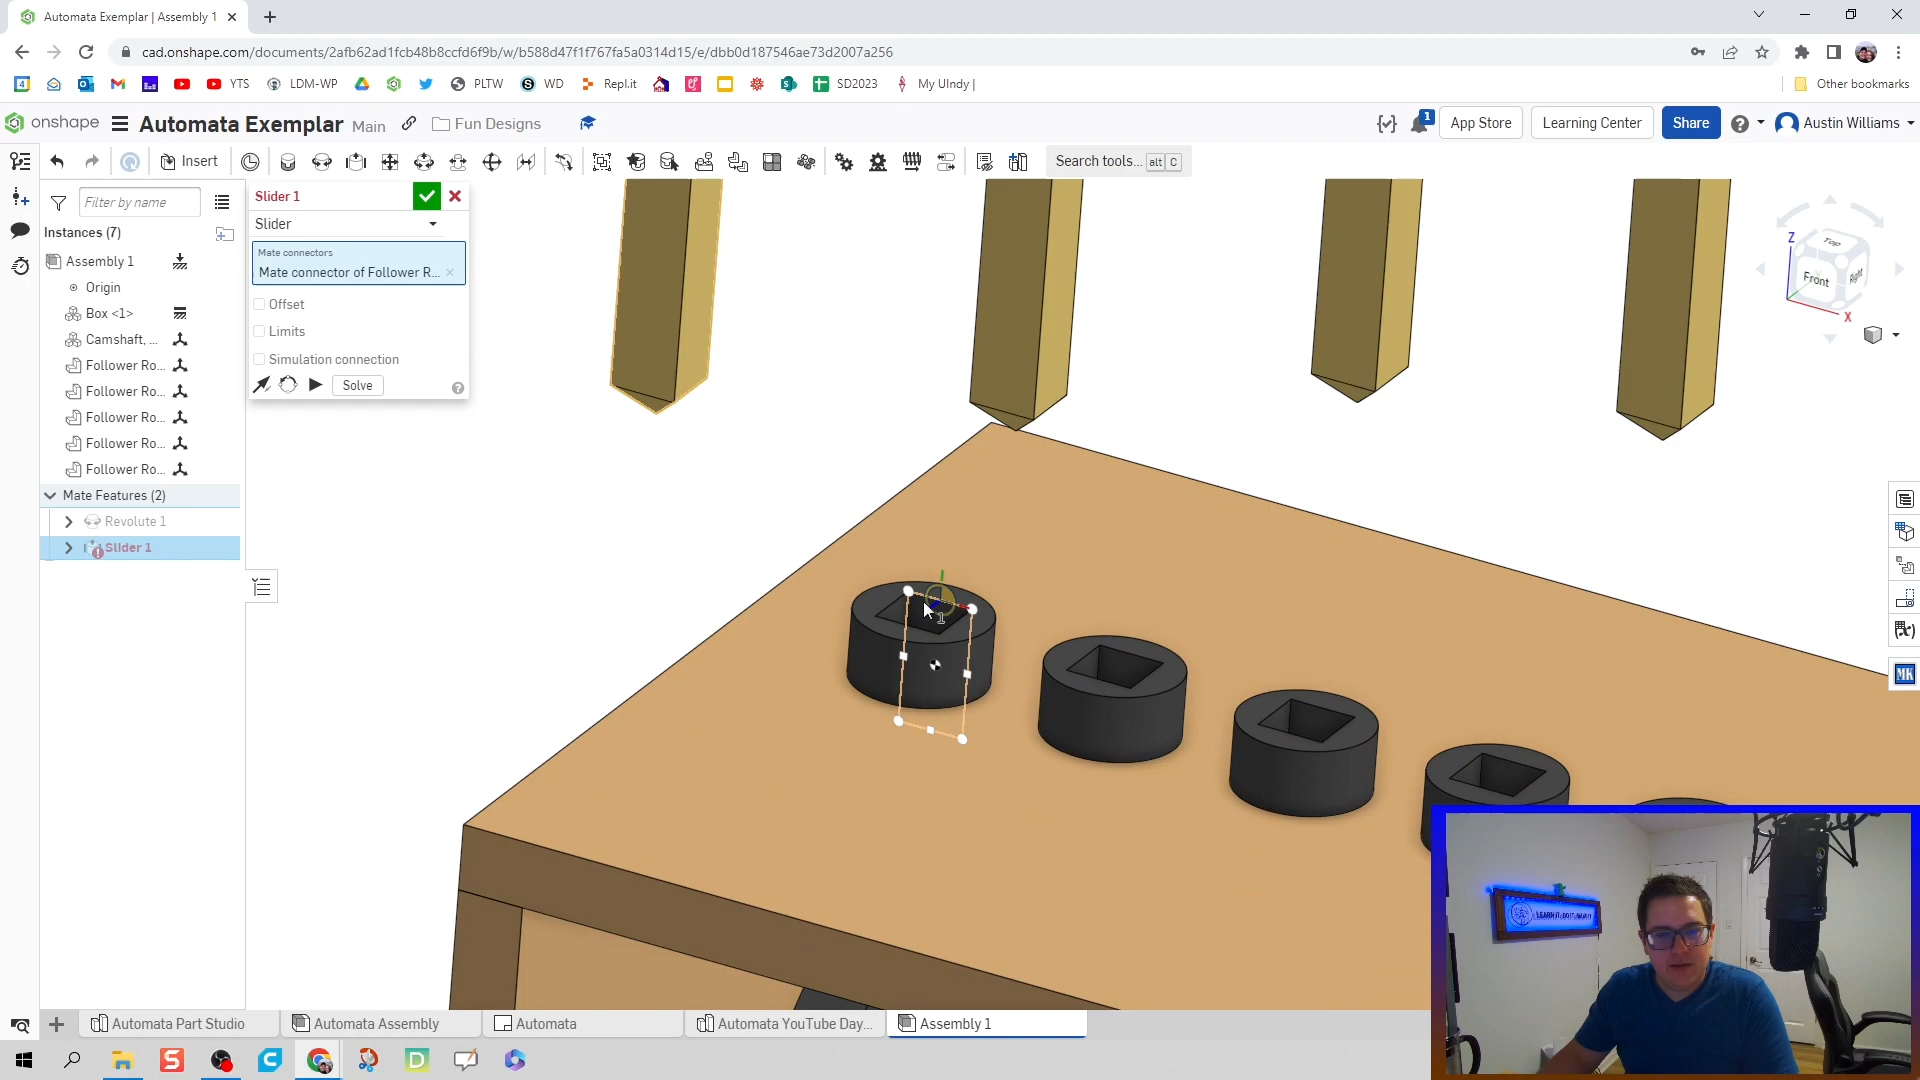 Automata Exemplar | Assembly 1
cad.onshape.com/documents/2afb62ad1fcb48b8ccfd6f9b/w/b588d47f1f767fa5a0314d15/e/dbb0d187546ae73d2007a256
4 YTS LDM-WP PLTW WD Repl.it SD2023 My UIndy | Other bookmarks
onshape Automata Exemplar Main Fun Designs 1 App Store Learning Center Share Austin Williams
Insert Search tools... alt C
Filter by name
Instances (7)
Assembly 1
Origin
Box <1>
Camshaft, ...
Follower Ro...
Follower Ro...
Follower Ro...
Follower Ro...
Follower Ro...
Mate Features (2)
Revolute 1
Slider 1
Slider 1
Slider
Mate connectors
Mate connector of Follower R...
Offset
Limits
Simulation connection
Solve
Z
Top
Front
Right
X
1
MK
Automata Part Studio Automata Assembly Automata Automata YouTube Day... Assembly 1